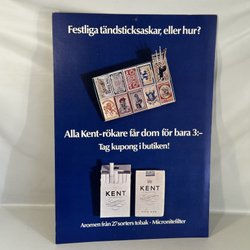 Festliga tändsticksaskar, eller hur?
Alla Kent-rökare får dom för bara 3:-
Tag kupong i butiken!
KENT
KENT
Aromen från 27 sorters tobak · Micronitefilter